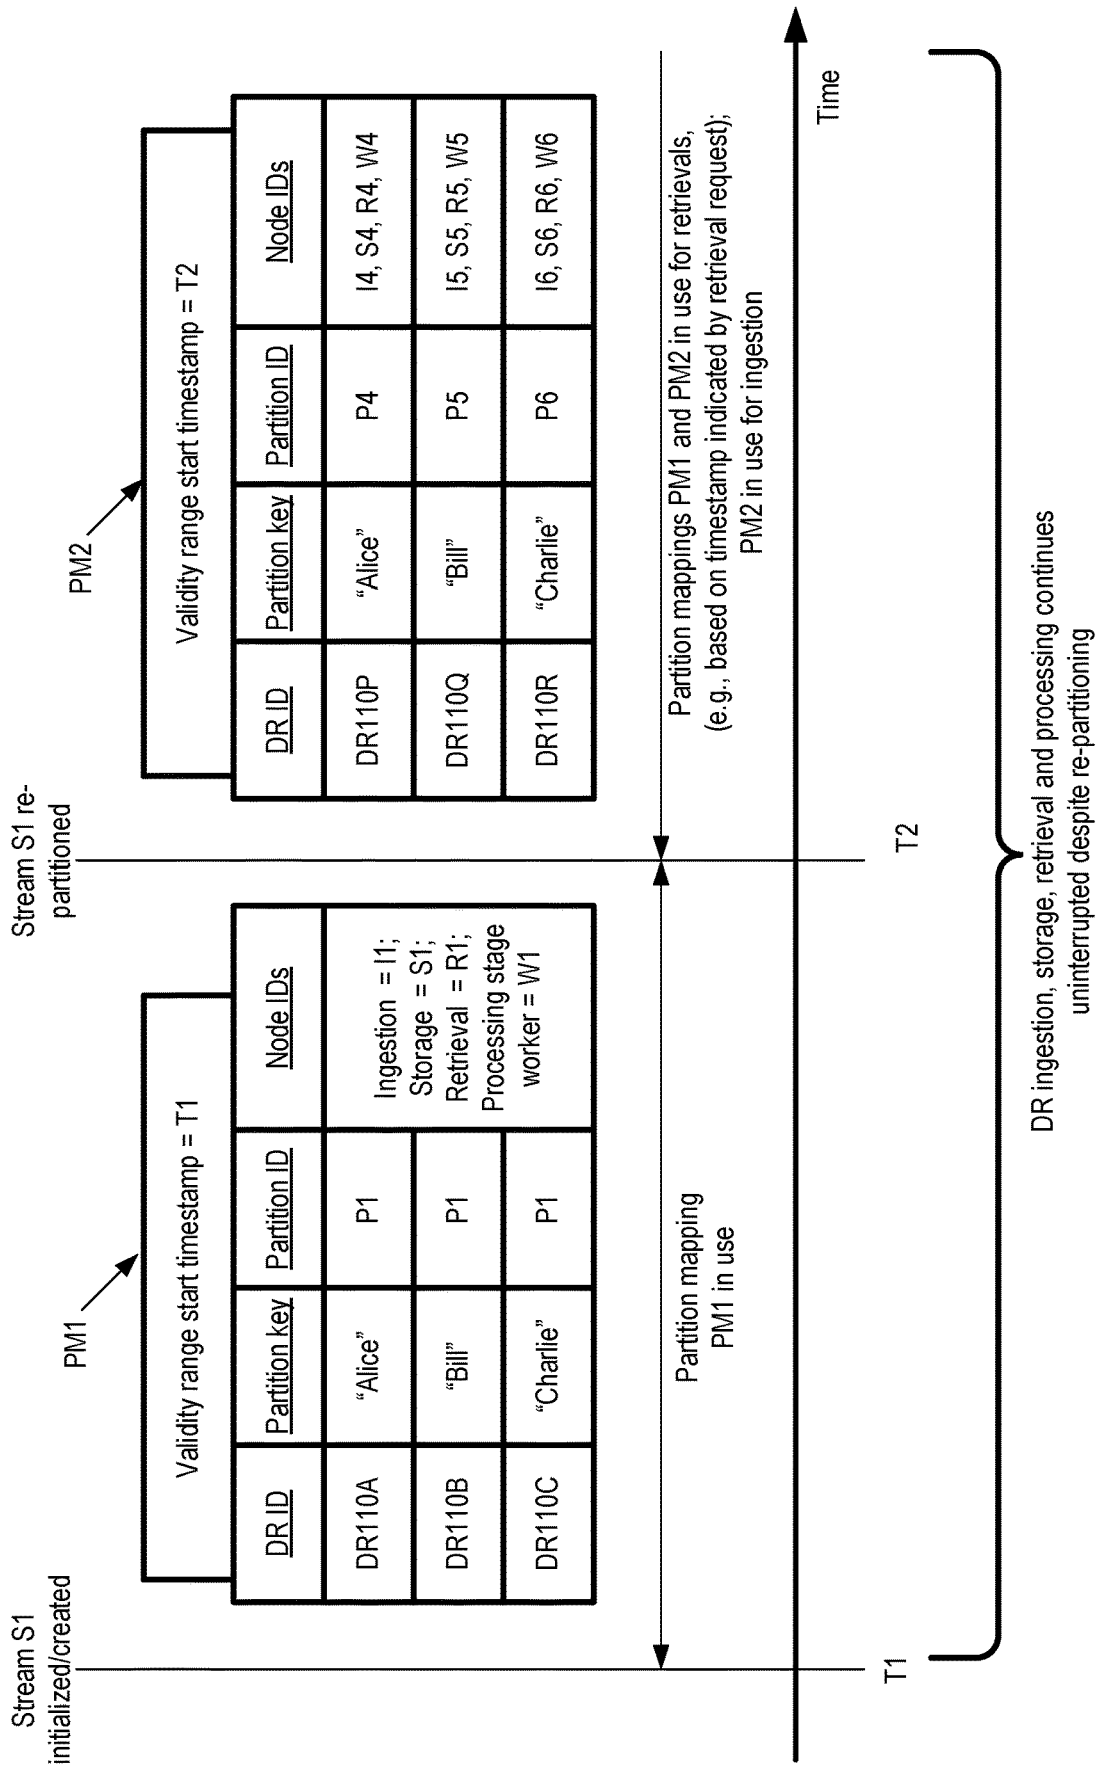 Stream S1
initialized/created
Stream S1 re-
partitioned
PM1
Validity range start timestamp = T1
DR ID
Partition key
Partition ID
Node IDs
DR110A
“Alice”
P1
DR110B
“Bill”
P1
DR110C
“Charlie”
P1
Ingestion = I1;
Storage = S1;
Retrieval = R1;
Processing stage
worker = W1
PM2
Validity range start timestamp = T2
DR ID
Partition key
Partition ID
Node IDs
DR110P
“Alice”
P4
I4, S4, R4, W4
DR110Q
“Bill”
P5
I5, S5, R5, W5
DR110R
“Charlie”
P6
I6, S6, R6, W6
Partition mapping
PM1 in use
Partition mappings PM1 and PM2 in use for retrievals,
(e.g., based on timestamp indicated by retrieval request);
PM2 in use for ingestion
Time
T1
T2
DR ingestion, storage, retrieval and processing continues
uninterrupted despite re-partitioning